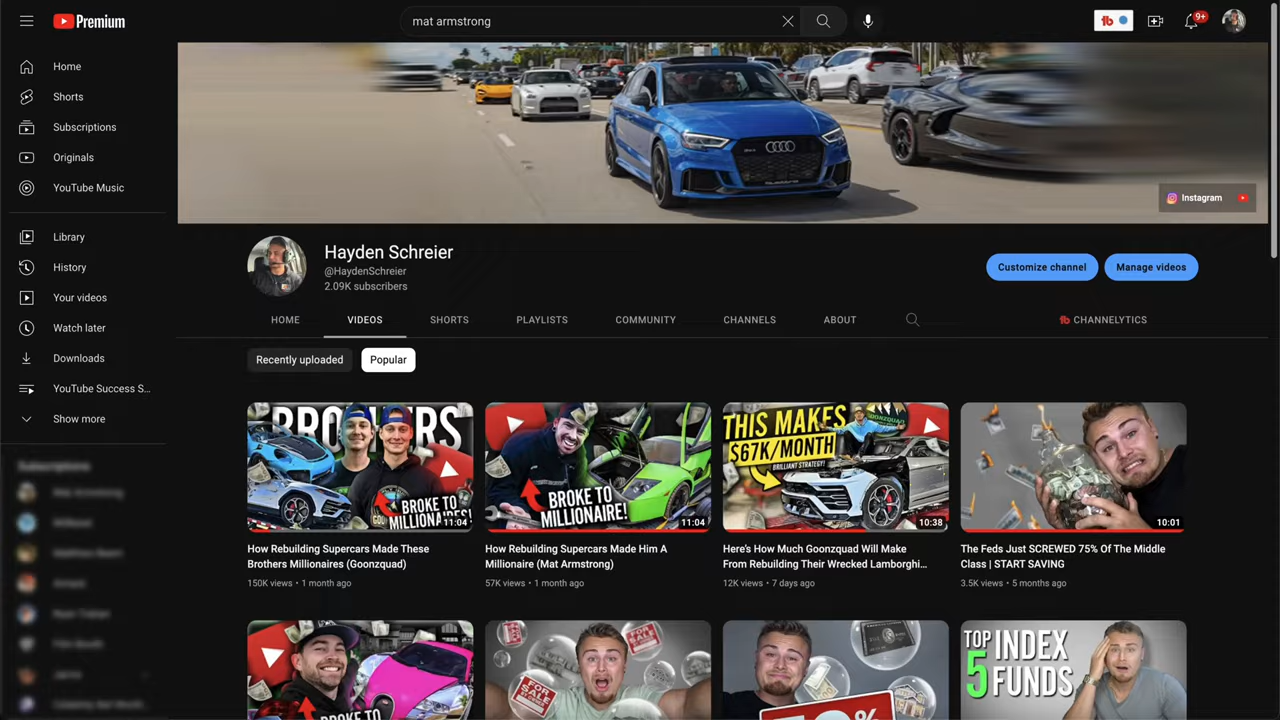 Premium
mat armstrong
9+
Home
Shorts
Subscriptions
Originals
YouTube Music
Library
History
Your videos
Watch later
Downloads
YouTube Success S...
Show more
Subscriptions
Instagram
Hayden Schreier
@HaydenSchreier
2.09K subscribers
Customize channel
Manage videos
HOME
VIDEOS
SHORTS
PLAYLISTS
COMMUNITY
CHANNELS
ABOUT
CHANNELYTICS
Recently uploaded
Popular
BROTHERS
BROKE TO
11:04
How Rebuilding Supercars Made These
Brothers Millionaires (Goonzquad)
150K views • 1 month ago
BROKE TO
MILLIONAIRE!
11:04
How Rebuilding Supercars Made Him A
Millionaire (Mat Armstrong)
57K views • 1 month ago
THIS MAKES
$67K/MONTH
BRILLIANT STRATEGY!
10:38
Here's How Much Goonzquad Will Make
From Rebuilding Their Wrecked Lamborghi...
12K views • 7 days ago
10:01
The Feds Just SCREWED 75% Of The Middle
Class | START SAVING
3.5K views • 5 months ago
BROKE TO
FOR
SALE
TOP INDEX
5 FUNDS